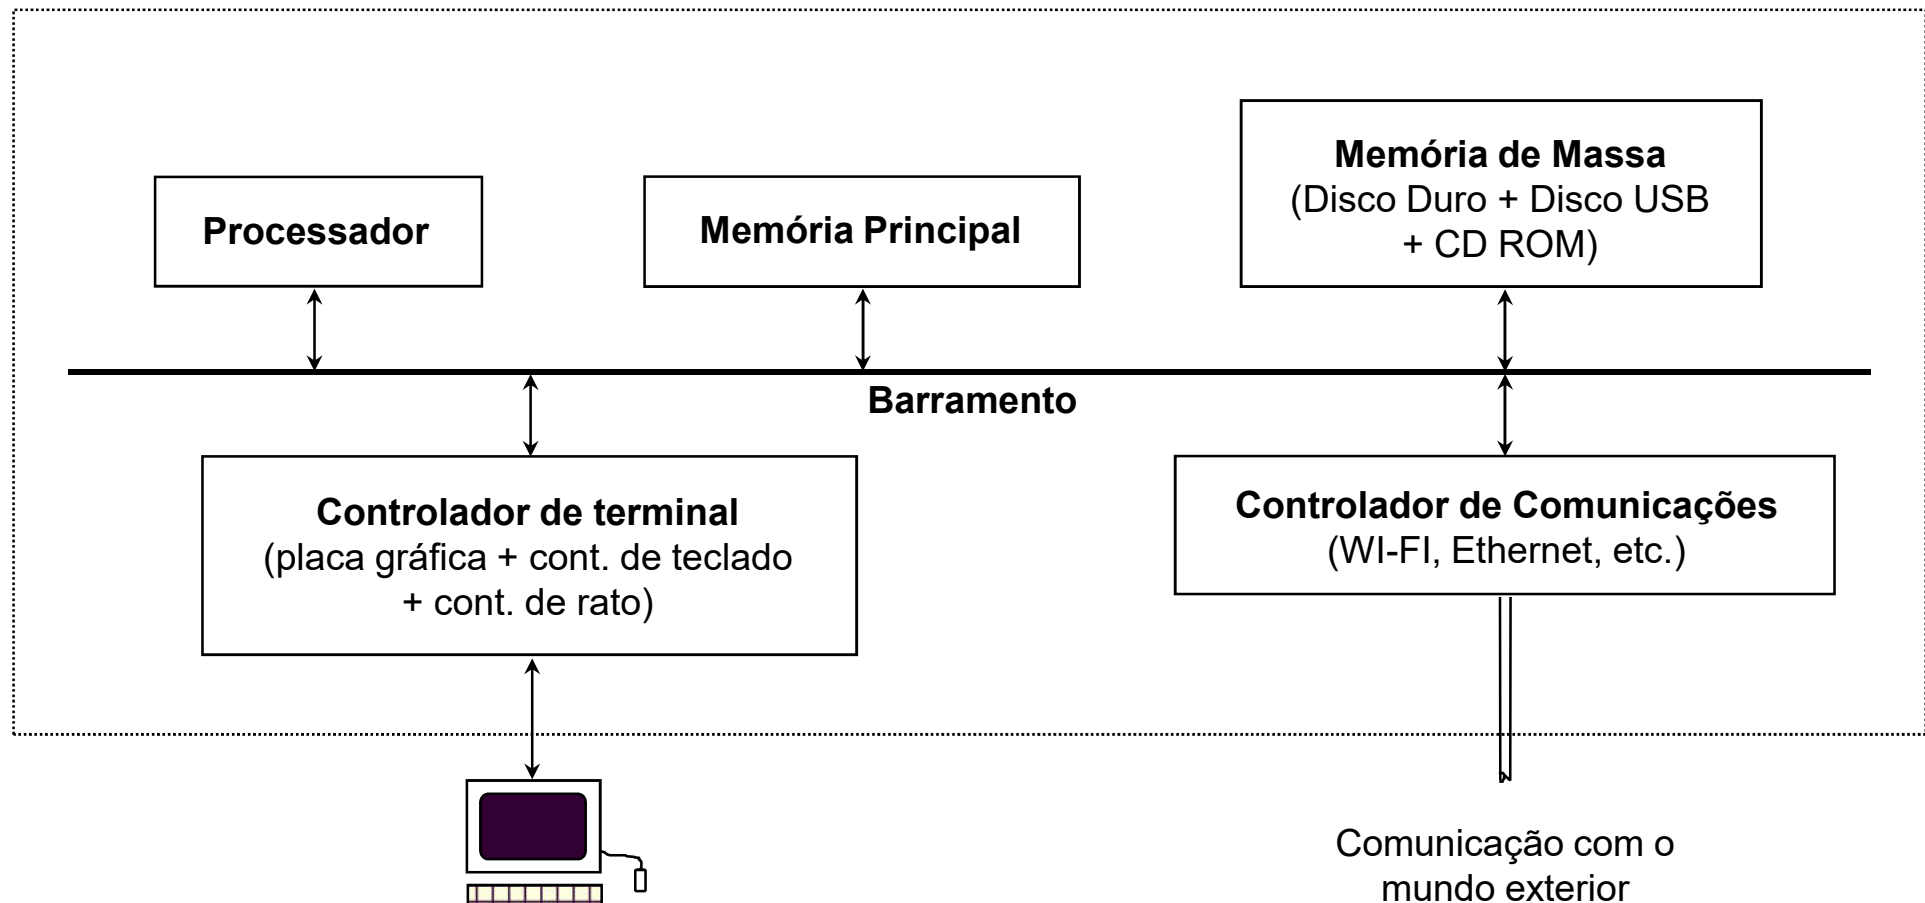 Memória de Massa
(Disco Duro + Disco USB
+ CD ROM)
Processador
Memória Principal
Barramento
Controlador de terminal
(placa gráfica + cont. de teclado
+ cont. de rato)
Controlador de Comunicações
(WI-FI, Ethernet, etc.)
Comunicação com o
mundo exterior